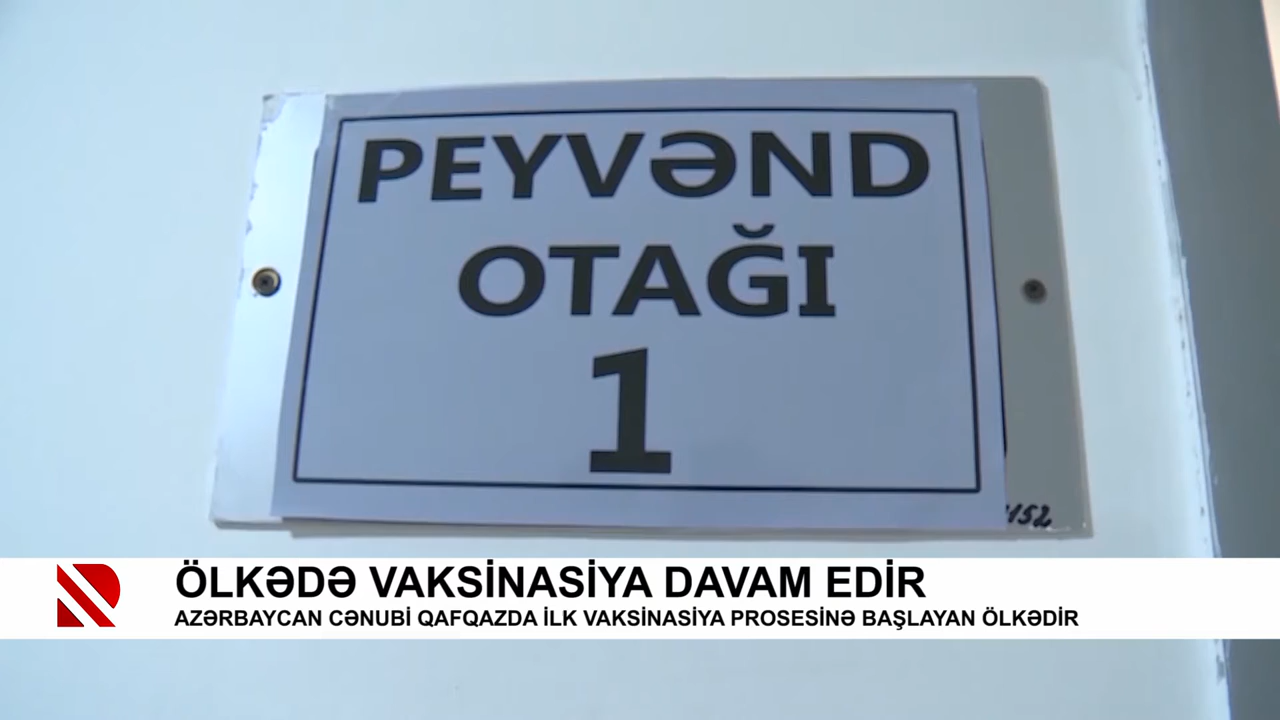 PEYVƏND
OTAĞI
1
152
ÖLKƏDƏ VAKSİNASİYA DAVAM EDİR
AZƏRBAYCAN CƏNUBİ QAFQAZDA İLK VAKSİNASİYA PROSESİNƏ BAŞLAYAN ÖLKƏDİR